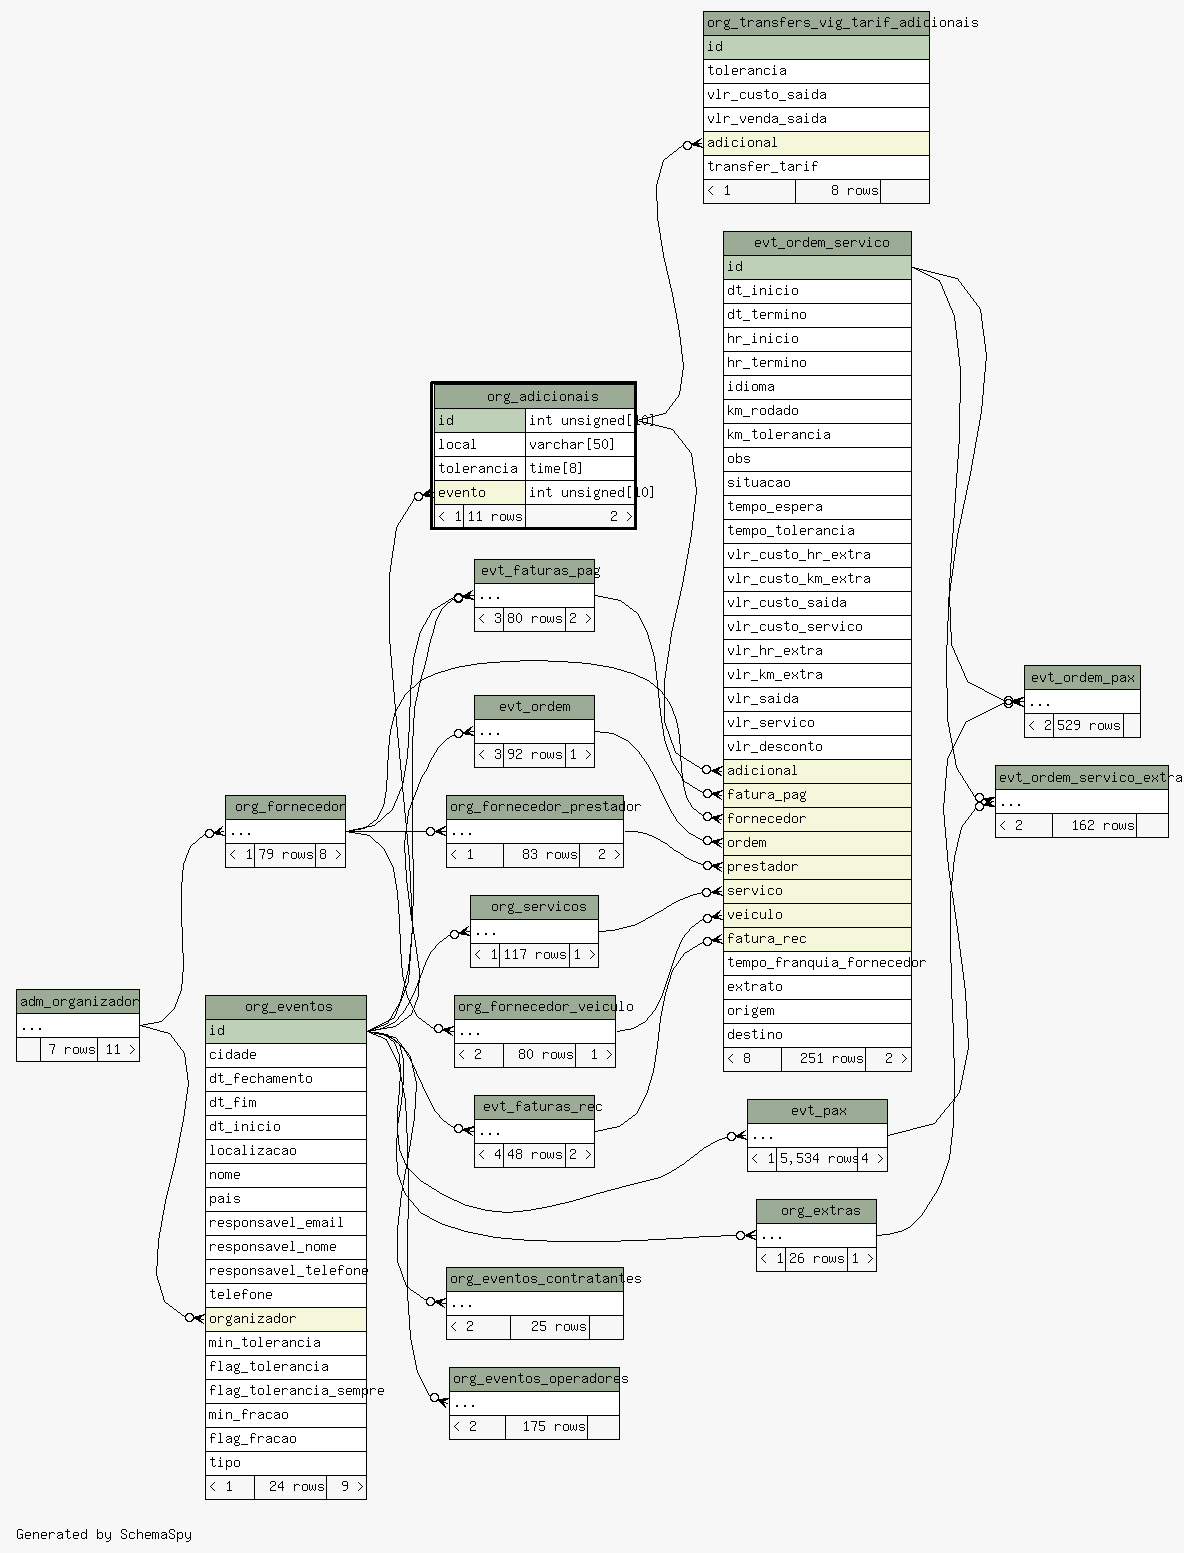 org_transfers_vig_tarif_adicionais
id
tolerancia
vlr_custo_saida
vlr_venda_saida
adicional
transfer_tarif
< 1 8 rows
evt_ordem_servico
id
dt_inicio
dt_termino
hr_inicio
hr_termino
idioma
km_rodado
km_tolerancia
obs
situacao
tempo_espera
tempo_tolerancia
vlr_custo_hr_extra
vlr_custo_km_extra
vlr_custo_saida
vlr_custo_servico
vlr_hr_extra
vlr_km_extra
vlr_saida
vlr_servico
vlr_desconto
adicional
fatura_pag
fornecedor
ordem
prestador
servico
veiculo
fatura_rec
tempo_franquia_fornecedor
extrato
origem
destino
< 8 251 rows 2 >
org_adicionais
id int unsigned[10]
local varchar[50]
tolerancia time[8]
evento int unsigned[10]
< 1 11 rows 2 >
evt_faturas_pag
...
< 3 80 rows 2 >
evt_ordem
...
< 3 92 rows 1 >
org_fornecedor
...
< 1 79 rows 8 >
org_fornecedor_prestador
...
< 1 83 rows 2 >
org_servicos
...
< 1 117 rows 1 >
org_fornecedor_veiculo
...
< 2 80 rows 1 >
evt_faturas_rec
...
< 4 48 rows 2 >
evt_ordem_pax
...
< 2 529 rows
evt_ordem_servico_extra
...
< 2 162 rows
adm_organizador
...
7 rows 11 >
org_eventos
id
cidade
dt_fechamento
dt_fim
dt_inicio
localizacao
nome
pais
responsavel_email
responsavel_nome
responsavel_telefone
telefone
organizador
min_tolerancia
flag_tolerancia
flag_tolerancia_sempre
min_fracao
flag_fracao
tipo
< 1 24 rows 9 >
evt_pax
...
< 1 5,534 rows 4 >
org_extras
...
< 1 26 rows 1 >
org_eventos_contratantes
...
< 2 25 rows
org_eventos_operadores
...
< 2 175 rows
Generated by SchemaSpy